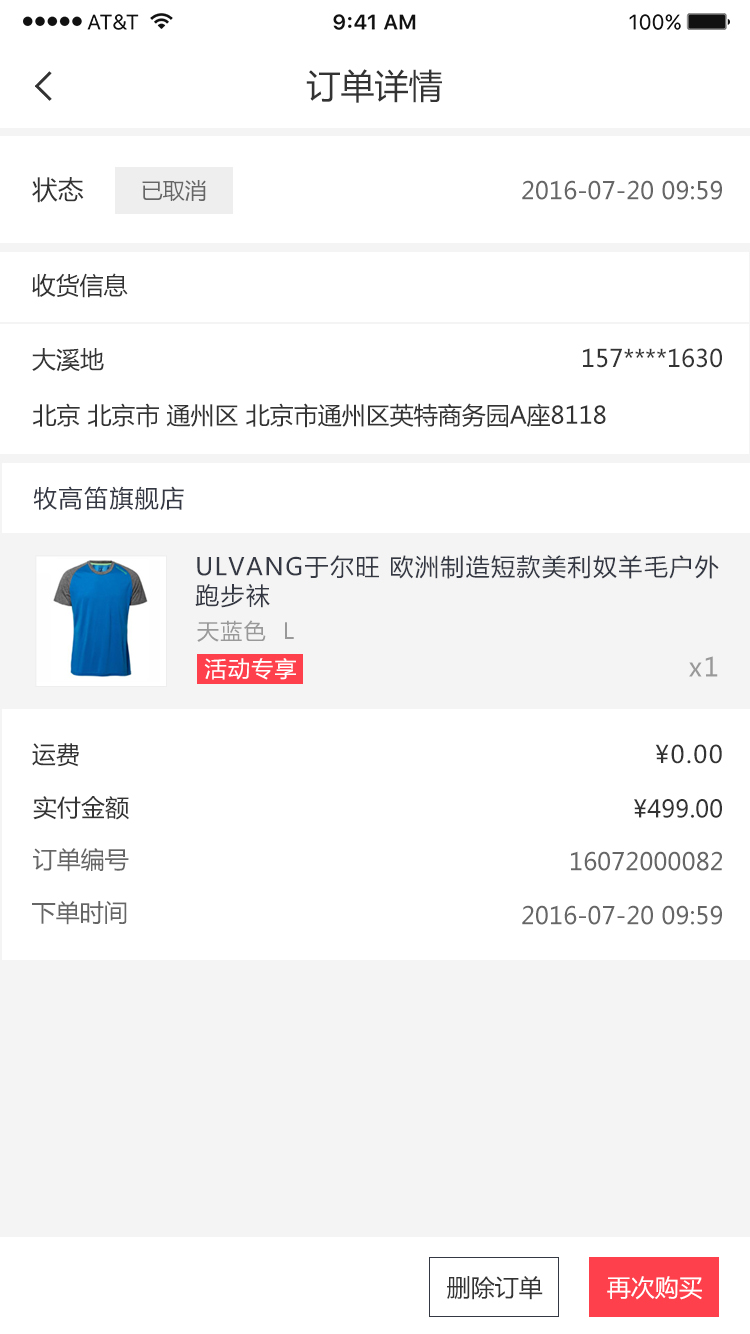 ●●●●● AT&T 9:41 AM 100%
订单详情
状态 已取消 2016-07-20 09:59
收货信息
大溪地 157****1630
北京 北京市 通州区 北京市通州区英特商务园A座8118
牧高笛旗舰店
ULVANG于尔旺 欧洲制造短款美利奴羊毛户外
跑步袜
天蓝色 L
活动专享 x1
运费 ¥0.00
实付金额 ¥499.00
订单编号 16072000082
下单时间 2016-07-20 09:59
删除订单 再次购买